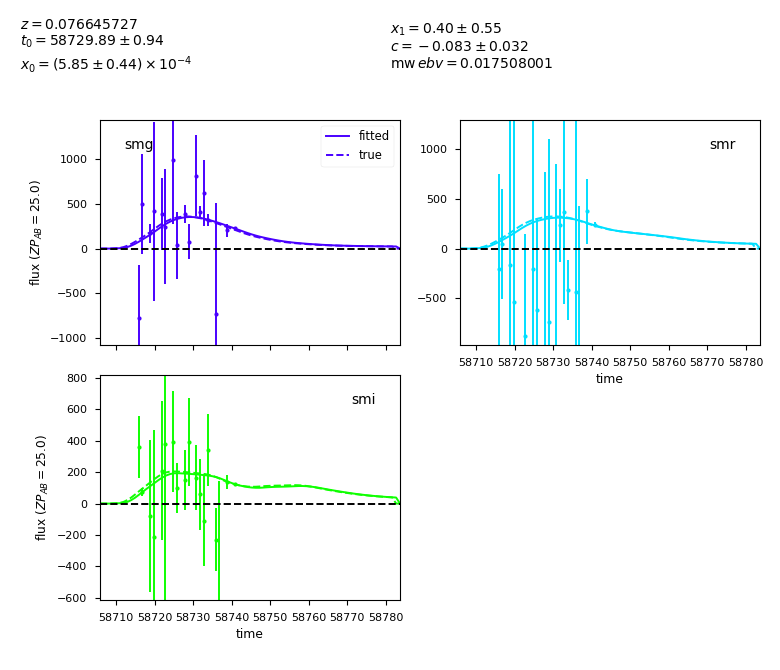 z = 0.076645727
t₀ = 58729.89 ± 0.94
x₀ = (5.85 ± 0.44) × 10⁻⁴
x₁ = 0.40 ± 0.55
c = −0.083 ± 0.032
mw ebv = 0.017508001
smg
fitted
true
1000
500
0
−500
−1000
flux (ZP_AB = 25.0)
smr
1000
500
0
−500
58710 58720 58730 58740 58750 58760 58770 58780
time
smi
800
600
400
200
0
−200
−400
−600
flux (ZP_AB = 25.0)
58710 58720 58730 58740 58750 58760 58770 58780
time